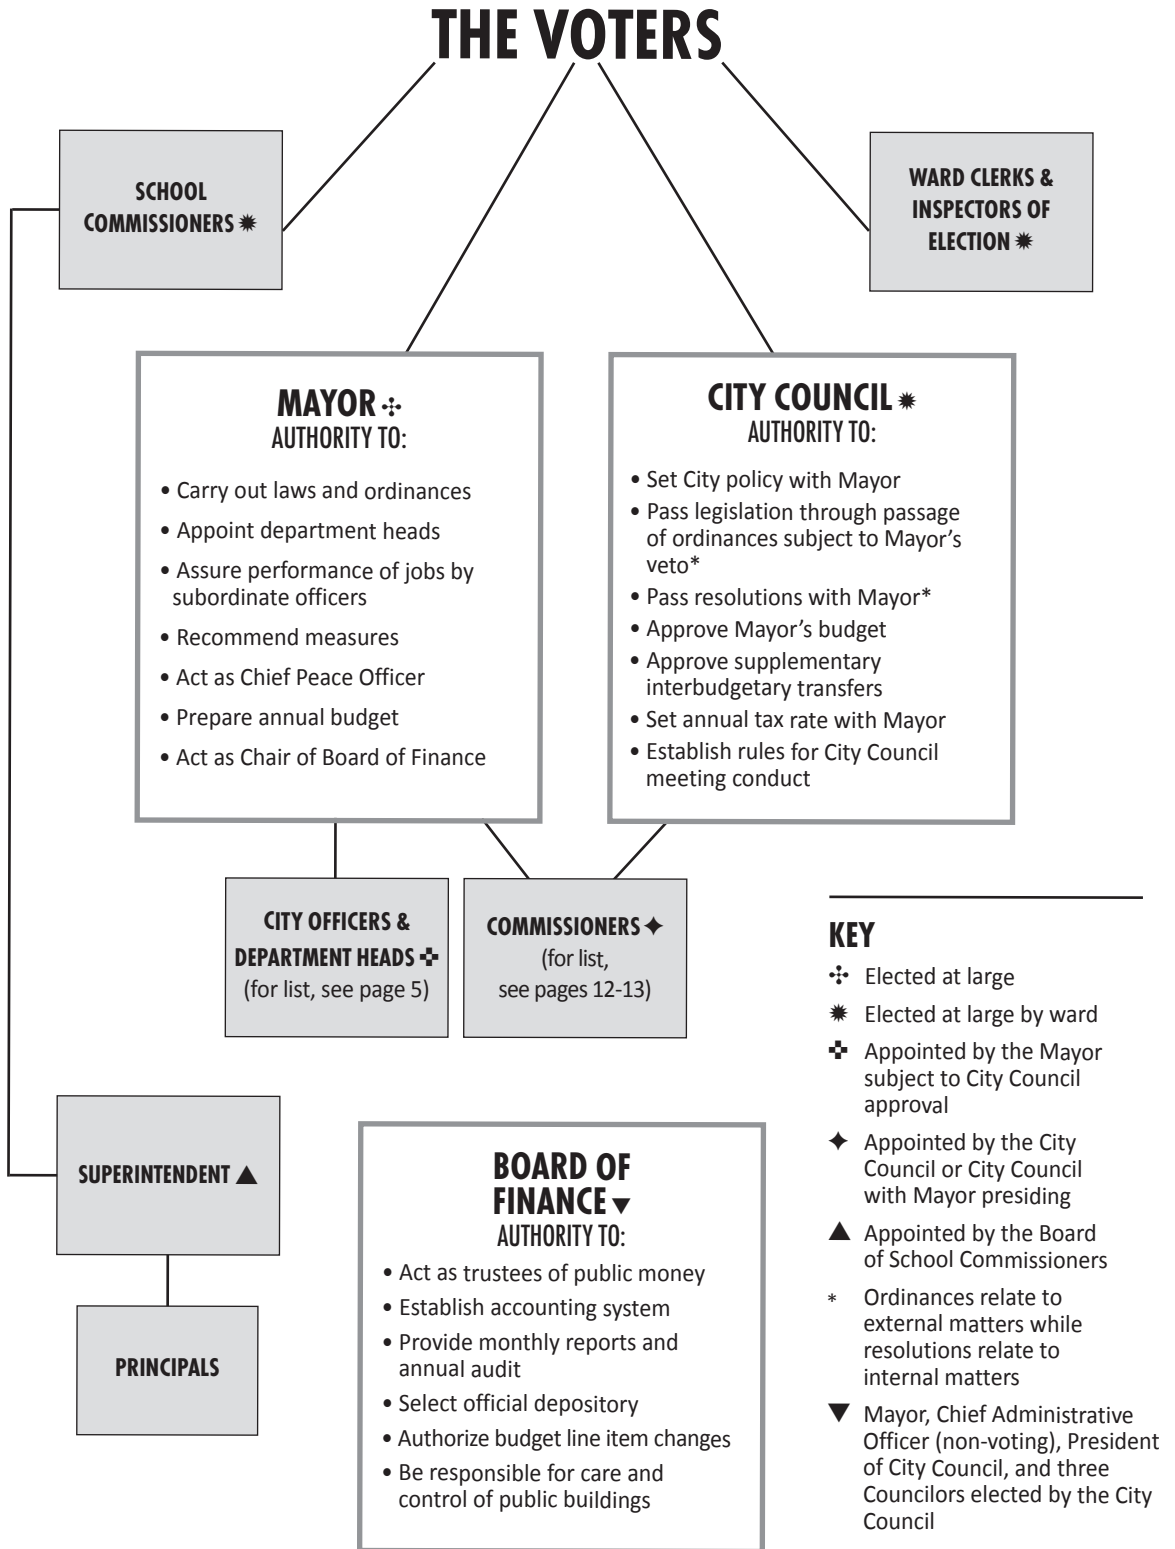 THE VOTERS
SCHOOL
COMMISSIONERS ✹
WARD CLERKS &
INSPECTORS OF
ELECTION ✹
MAYOR ✣
AUTHORITY TO:
• Carry out laws and ordinances
• Appoint department heads
• Assure performance of jobs by
subordinate officers
• Recommend measures
• Act as Chief Peace Officer
• Prepare annual budget
• Act as Chair of Board of Finance
CITY COUNCIL ✹
AUTHORITY TO:
• Set City policy with Mayor
• Pass legislation through passage
of ordinances subject to Mayor’s
veto*
• Pass resolutions with Mayor*
• Approve Mayor’s budget
• Approve supplementary
interbudgetary transfers
• Set annual tax rate with Mayor
• Establish rules for City Council
meeting conduct
CITY OFFICERS &
DEPARTMENT HEADS ✜
(for list, see page 5)
COMMISSIONERS ✦
(for list,
see pages 12-13)
SUPERINTENDENT ▲
PRINCIPALS
BOARD OF
FINANCE ▼
AUTHORITY TO:
• Act as trustees of public money
• Establish accounting system
• Provide monthly reports and
annual audit
• Select official depository
• Authorize budget line item changes
• Be responsible for care and
control of public buildings
KEY
✣ Elected at large
✹ Elected at large by ward
✜ Appointed by the Mayor
subject to City Council
approval
✦ Appointed by the City
Council or City Council
with Mayor presiding
▲ Appointed by the Board
of School Commissioners
* Ordinances relate to
external matters while
resolutions relate to
internal matters
▼ Mayor, Chief Administrative
Officer (non-voting), President
of City Council, and three
Councilors elected by the City
Council